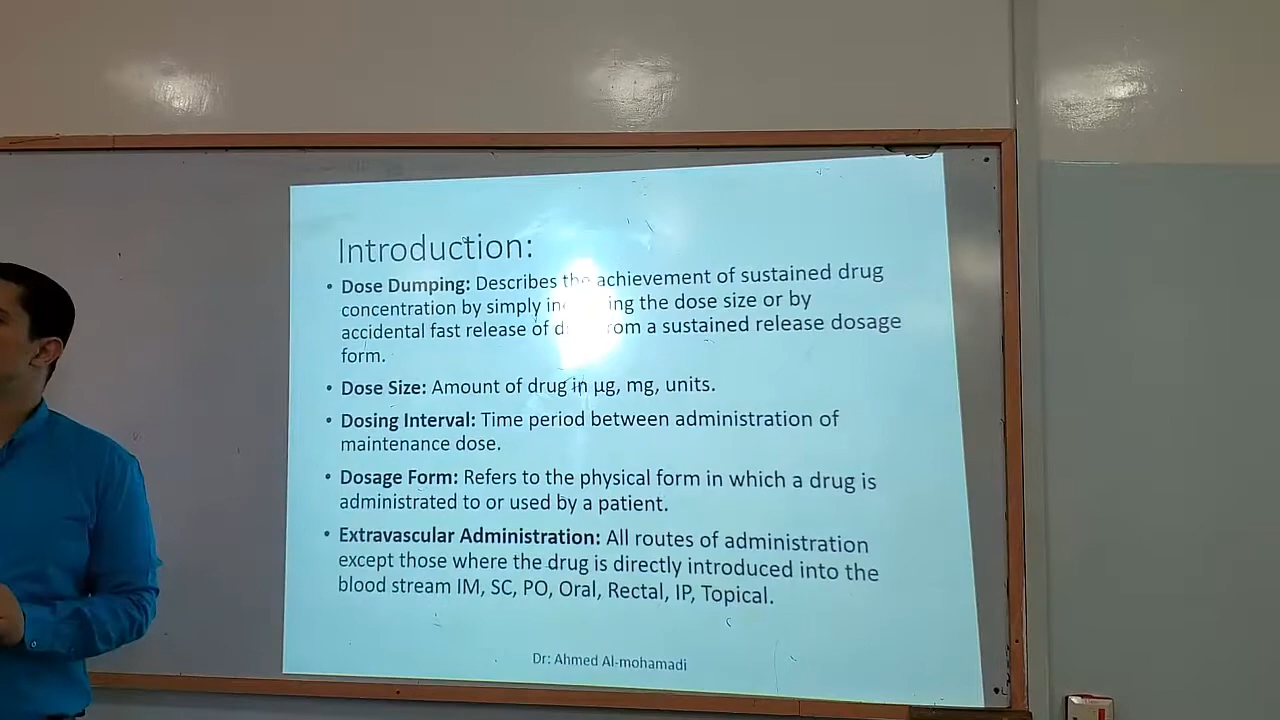 Introduction:
• Dose Dumping: Describes the achievement of sustained drug
concentration by simply increasing the dose size or by
accidental fast release of from a sustained release dosage
form.
• Dose Size: Amount of drug in µg, mg, units.
• Dosing Interval: Time period between administration of
maintenance dose.
• Dosage Form: Refers to the physical form in which a drug is
administrated to or used by a patient.
• Extravascular Administration: All routes of administration
except those where the drug is directly introduced into the
blood stream IM, SC, PO, Oral, Rectal, IP, Topical.
Dr: Ahmed Al-mohamadi